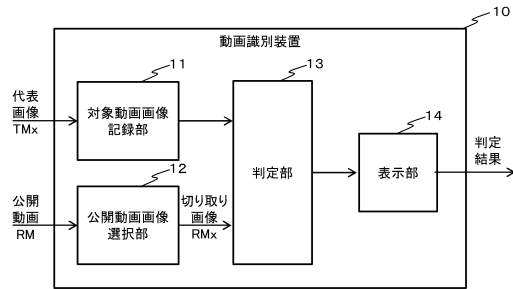 10
動画識別装置
代表
画像
TMx
11
対象動画画像
記録部
公開
動画
RM
12
公開動画画像
選択部
切り取り
画像
RMx
13
判定部
14
表示部
判定
結果